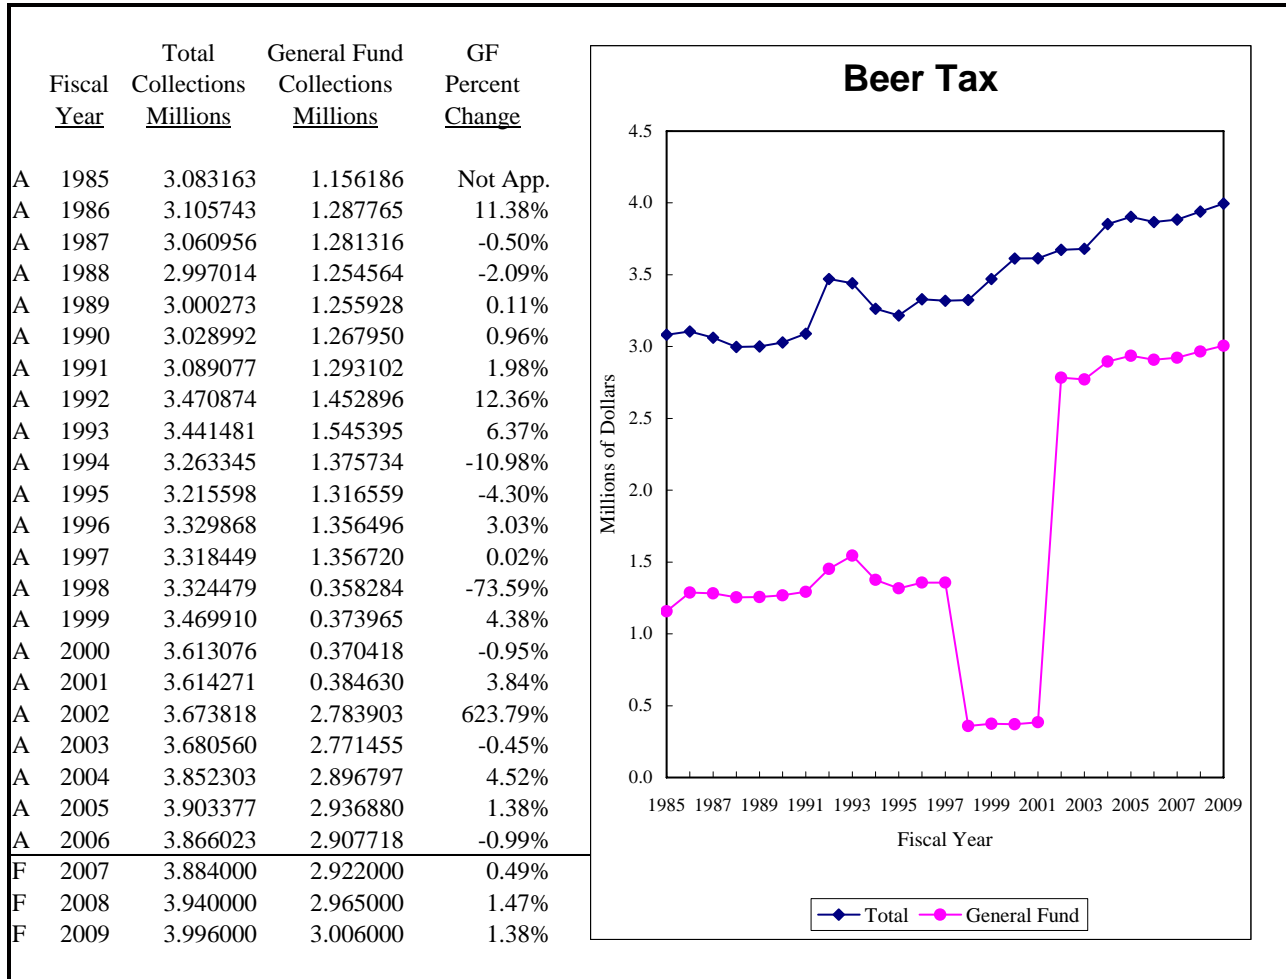 Total General Fund GF
Fiscal Collections Collections Percent
Year Millions Millions Change
A 1985 3.083163 1.156186 Not App.
A 1986 3.105743 1.287765 11.38%
A 1987 3.060956 1.281316 -0.50%
A 1988 2.997014 1.254564 -2.09%
A 1989 3.000273 1.255928 0.11%
A 1990 3.028992 1.267950 0.96%
A 1991 3.089077 1.293102 1.98%
A 1992 3.470874 1.452896 12.36%
A 1993 3.441481 1.545395 6.37%
A 1994 3.263345 1.375734 -10.98%
A 1995 3.215598 1.316559 -4.30%
A 1996 3.329868 1.356496 3.03%
A 1997 3.318449 1.356720 0.02%
A 1998 3.324479 0.358284 -73.59%
A 1999 3.469910 0.373965 4.38%
A 2000 3.613076 0.370418 -0.95%
A 2001 3.614271 0.384630 3.84%
A 2002 3.673818 2.783903 623.79%
A 2003 3.680560 2.771455 -0.45%
A 2004 3.852303 2.896797 4.52%
A 2005 3.903377 2.936880 1.38%
A 2006 3.866023 2.907718 -0.99%
F 2007 3.884000 2.922000 0.49%
F 2008 3.940000 2.965000 1.47%
F 2009 3.996000 3.006000 1.38%
Beer Tax
4.5
4.0
3.5
3.0
2.5
2.0
1.5
1.0
0.5
0.0
Millions of Dollars
1985 1987 1989 1991 1993 1995 1997 1999 2001 2003 2005 2007 2009
Fiscal Year
Total General Fund